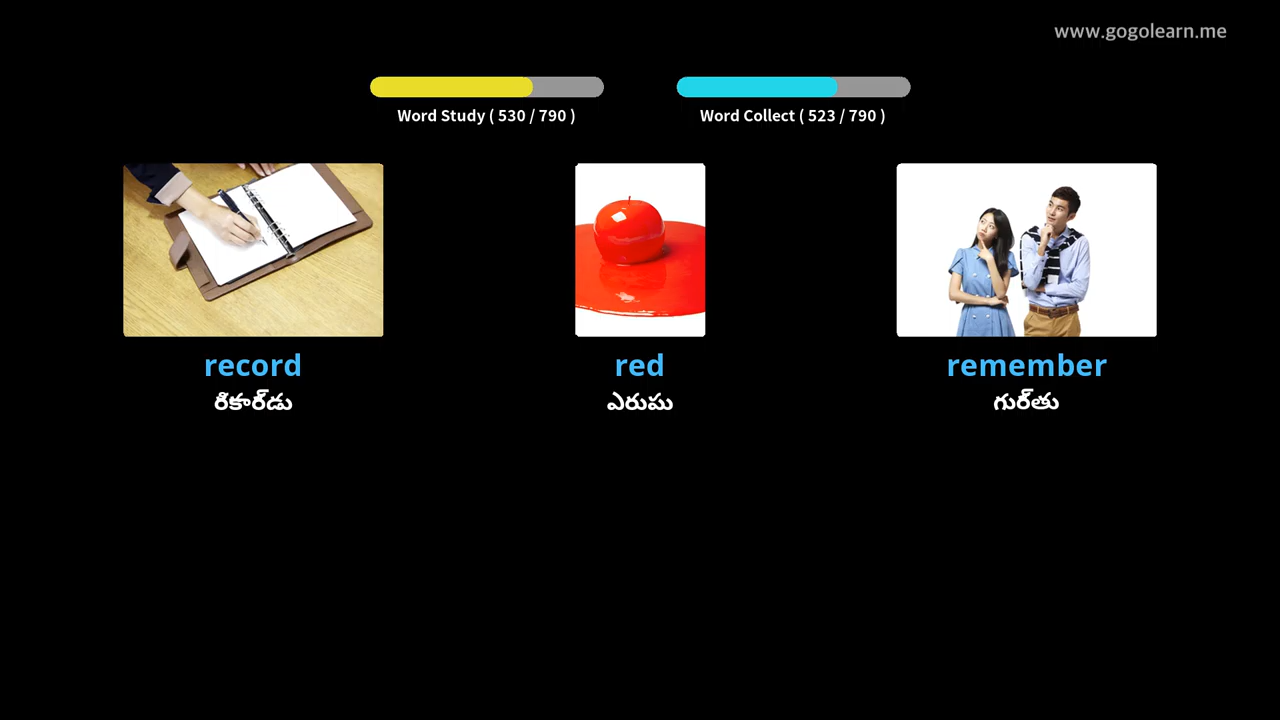 www.gogolearn.me
Word Study ( 530 / 790 )
Word Collect ( 523 / 790 )
record
red
remember
రికార్డు
ఎరుపు
గుర్తు